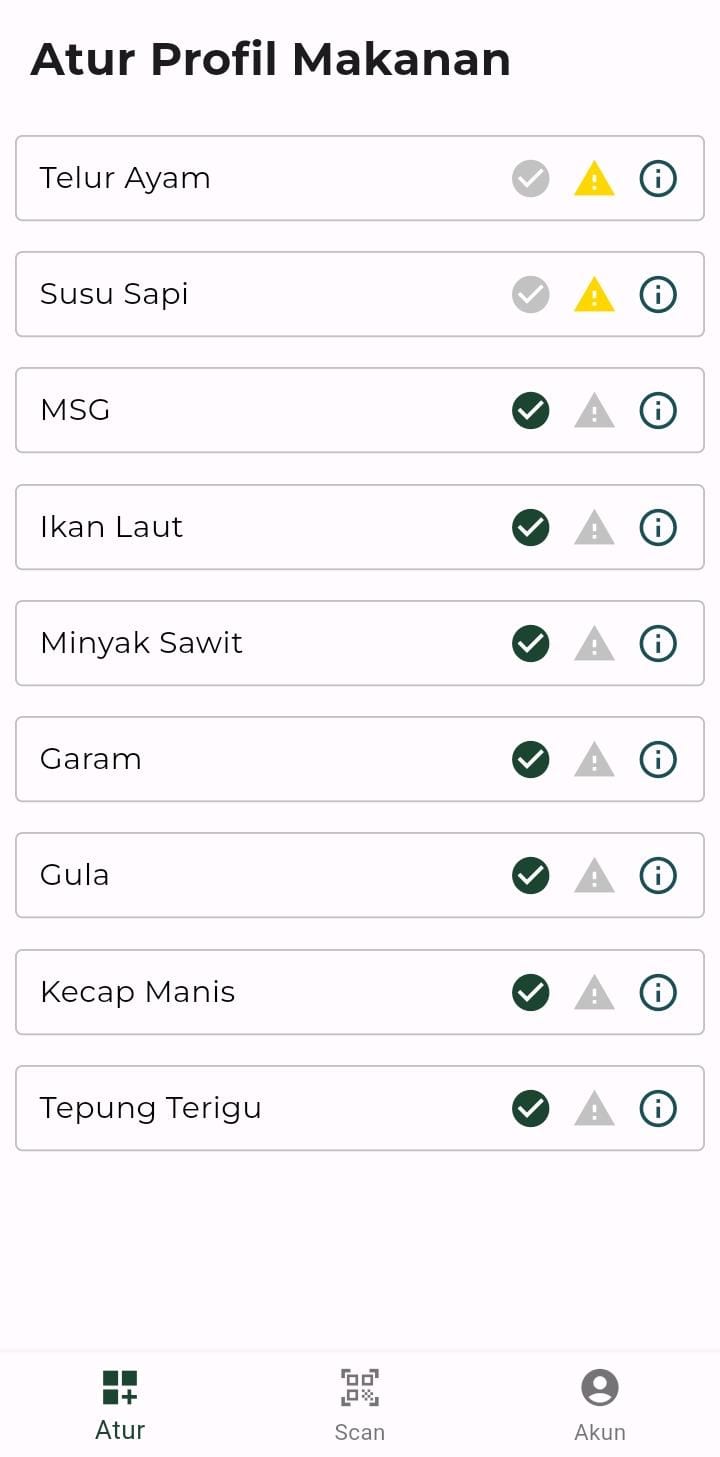 Atur Profil Makanan
Telur Ayam
Susu Sapi
MSG
Ikan Laut
Minyak Sawit
Garam
Gula
Kecap Manis
Tepung Terigu
Atur
Scan
Akun